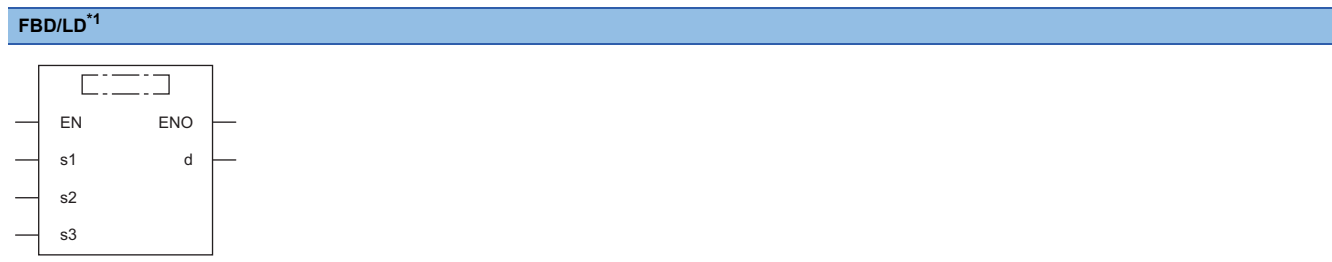 FBD/LD*1
EN ENO
s1 d
s2
s3